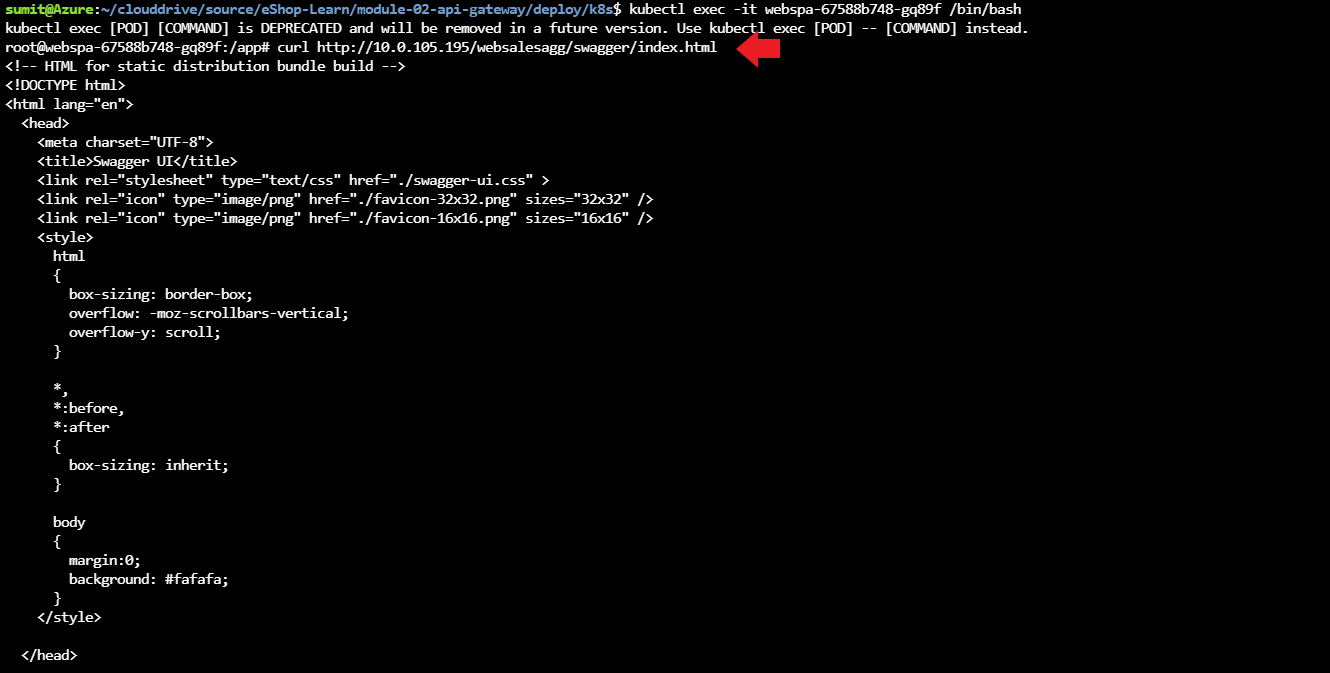 sumit@Azure:~/clouddrive/source/eShop-Learn/module-02-api-gateway/deploy/k8s$ kubectl exec -it webspa-67588b748-gq89f /bin/bash
kubectl exec [POD] [COMMAND] is DEPRECATED and will be removed in a future version. Use kubectl exec [POD] -- [COMMAND] instead.
root@webspa-67588b748-gq89f:/app# curl http://10.0.105.195/websalesagg/swagger/index.html
<!-- HTML for static distribution bundle build -->
<!DOCTYPE html>
<html lang="en">
  <head>
    <meta charset="UTF-8">
    <title>Swagger UI</title>
    <link rel="stylesheet" type="text/css" href="./swagger-ui.css" >
    <link rel="icon" type="image/png" href="./favicon-32x32.png" sizes="32x32" />
    <link rel="icon" type="image/png" href="./favicon-16x16.png" sizes="16x16" />
    <style>
      html
      {
        box-sizing: border-box;
        overflow: -moz-scrollbars-vertical;
        overflow-y: scroll;
      }

      *,
      *:before,
      *:after
      {
        box-sizing: inherit;
      }

      body
      {
        margin:0;
        background: #fafafa;
      }
    </style>

  </head>